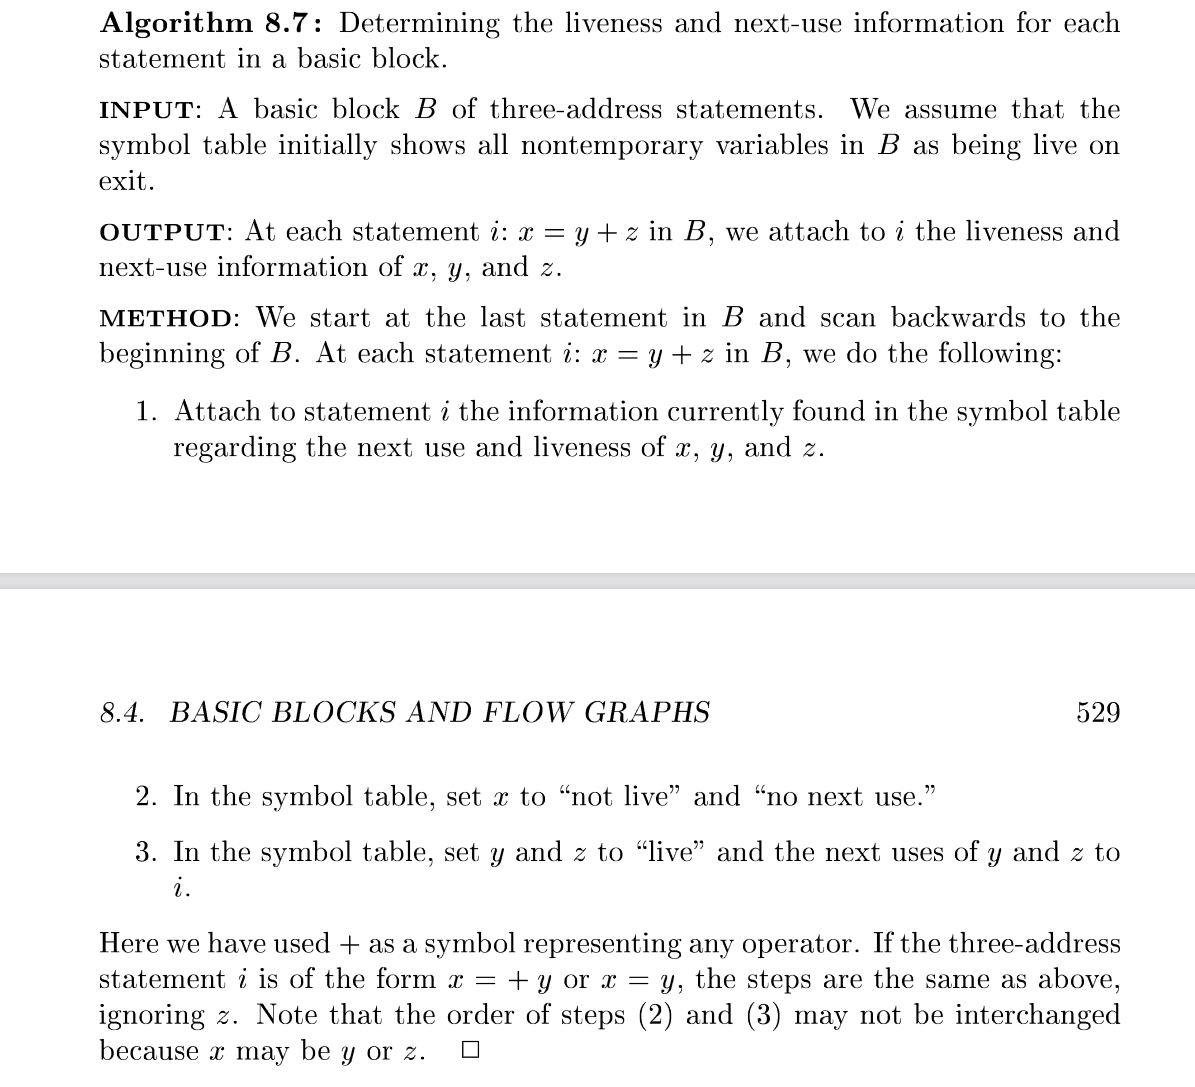 Algorithm 8.7: Determining the liveness and next-use information for each
statement in a basic block.
INPUT: A basic block B of three-address statements. We assume that the
symbol table initially shows all nontemporary variables in B as being live on
exit.
OUTPUT: At each statement i: x = y + z in B, we attach to i the liveness and
next-use information of x, y, and z.
METHOD: We start at the last statement in B and scan backwards to the
beginning of B. At each statement i: x = y + z in B, we do the following:
1. Attach to statement i the information currently found in the symbol table
regarding the next use and liveness of x, y, and z.
8.4. BASIC BLOCKS AND FLOW GRAPHS 529
2. In the symbol table, set x to “not live” and “no next use.”
3. In the symbol table, set y and z to “live” and the next uses of y and z to
i.
Here we have used + as a symbol representing any operator. If the three-address
statement i is of the form x = + y or x = y, the steps are the same as above,
ignoring z. Note that the order of steps (2) and (3) may not be interchanged
because x may be y or z. □